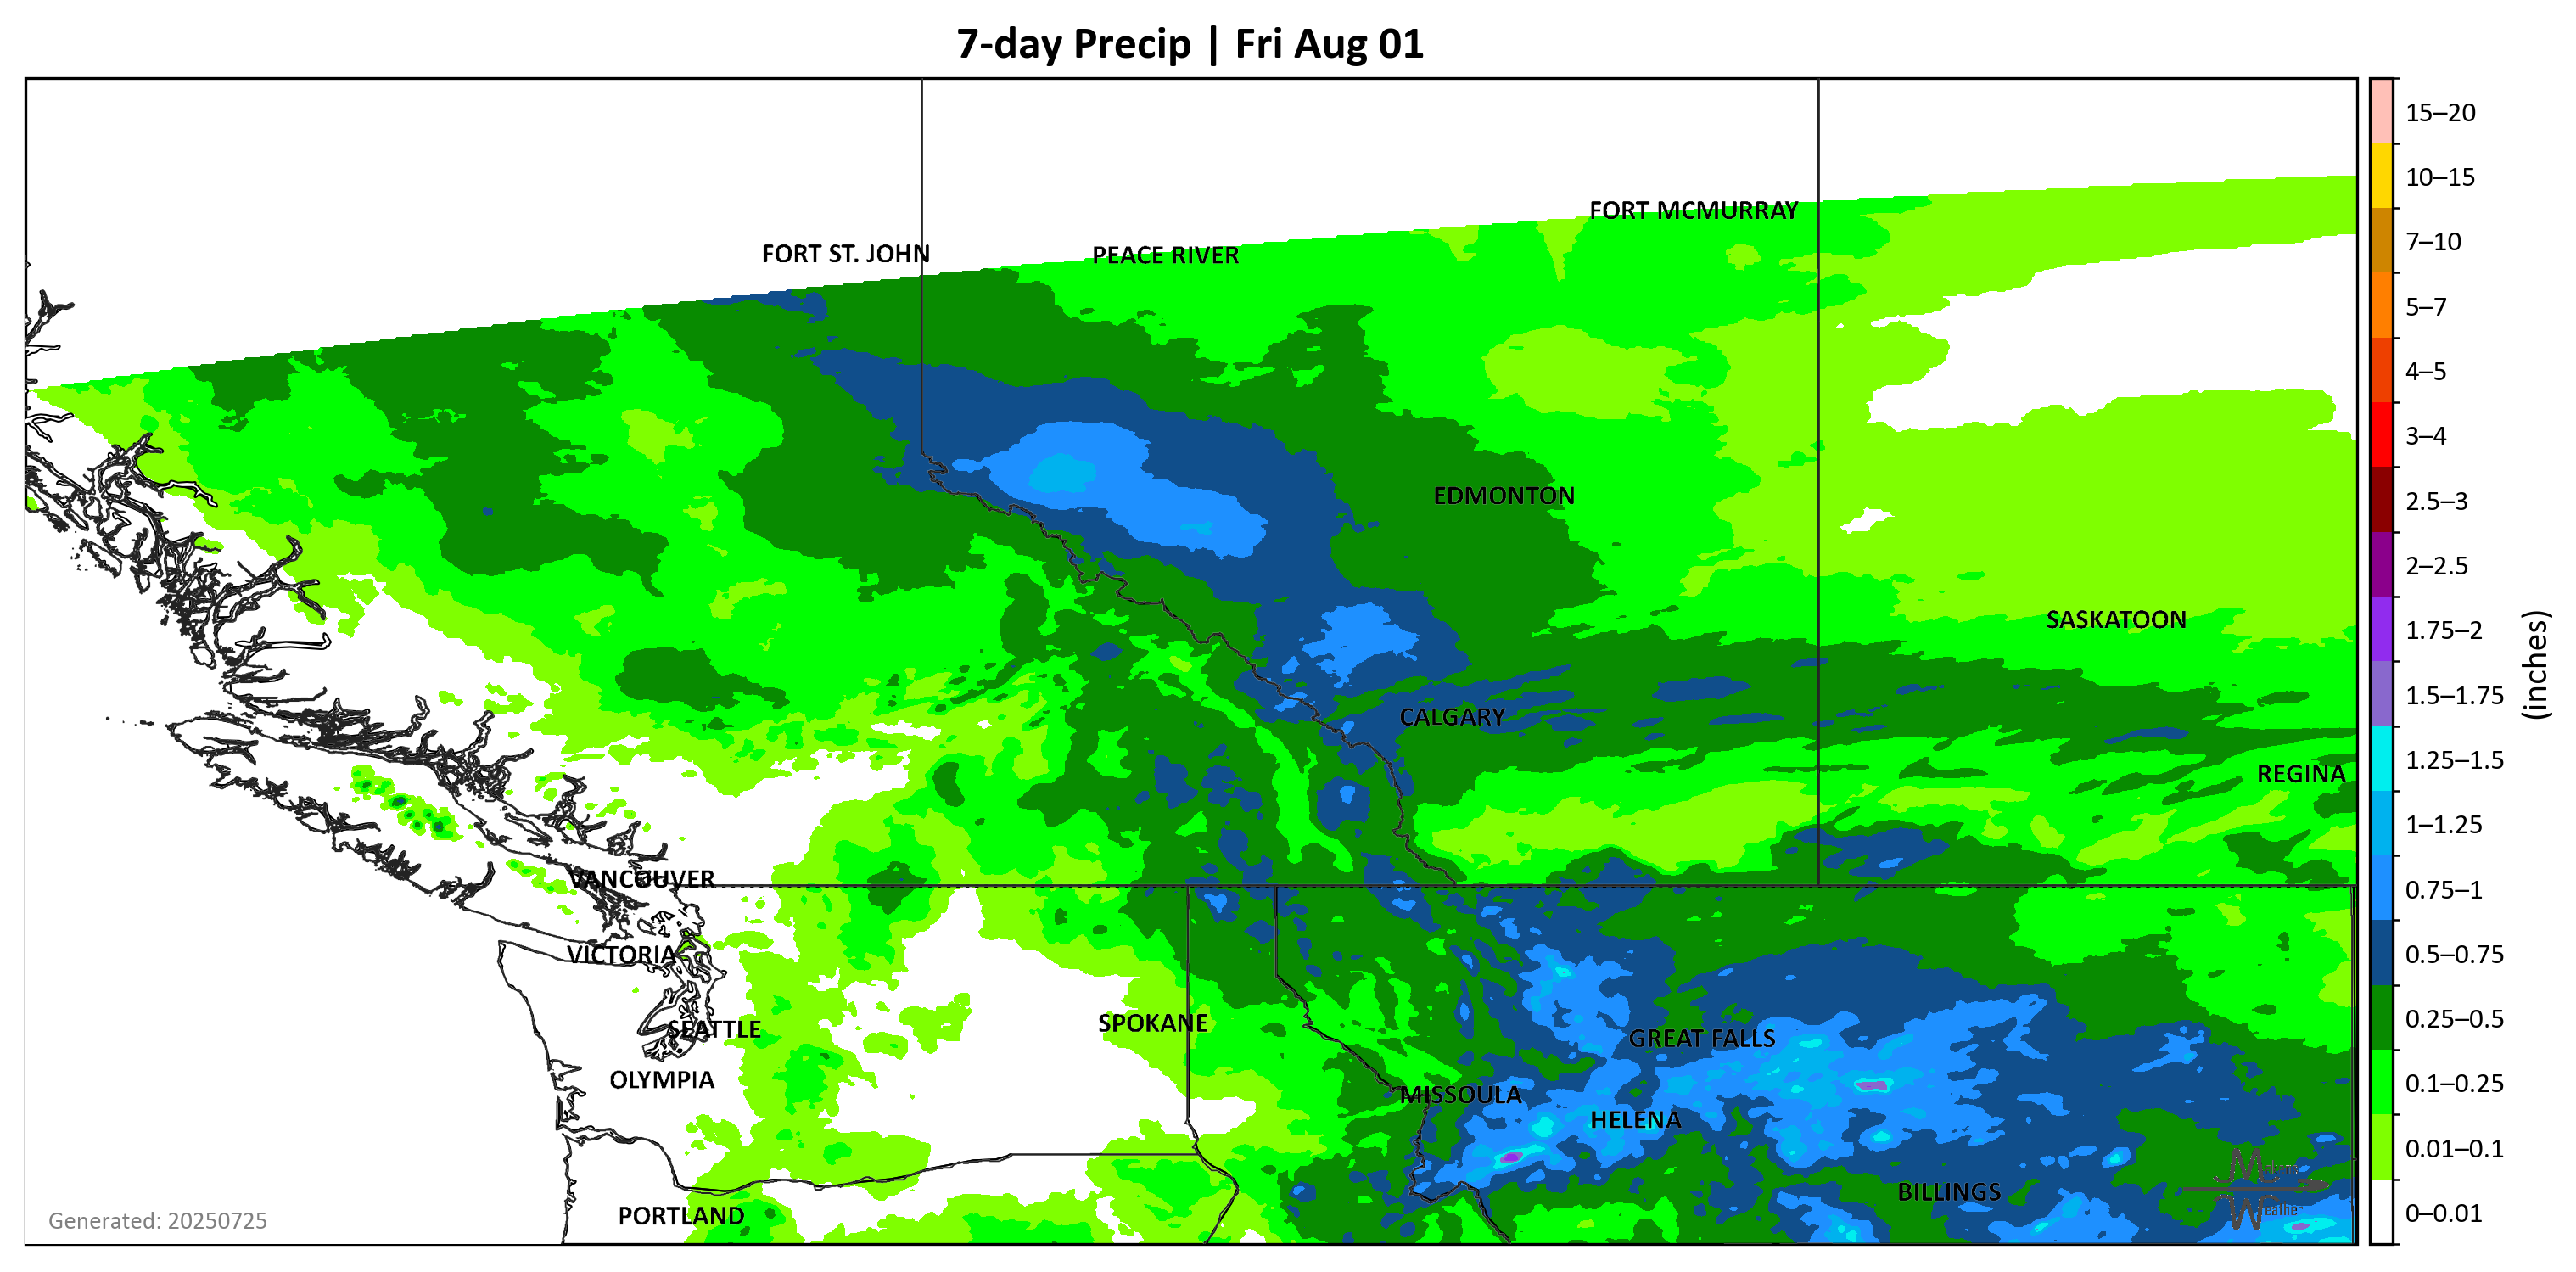 7-day Precip | Fri Aug 01
15–20
10–15
7–10
5–7
4–5
3–4
2.5–3
2–2.5
1.75–2
1.5–1.75
1.25–1.5
1–1.25
0.75–1
0.5–0.75
0.25–0.5
0.1–0.25
0.01–0.1
0–0.01
(inches)
FORT MCMURRAY
FORT ST. JOHN
PEACE RIVER
EDMONTON
SASKATOON
CALGARY
REGINA
VANCOUVER
VICTORIA
SPOKANE
SEATTLE
GREAT FALLS
OLYMPIA
MISSOULA
HELENA
BILLINGS
PORTLAND
Weather
Generated: 20250725